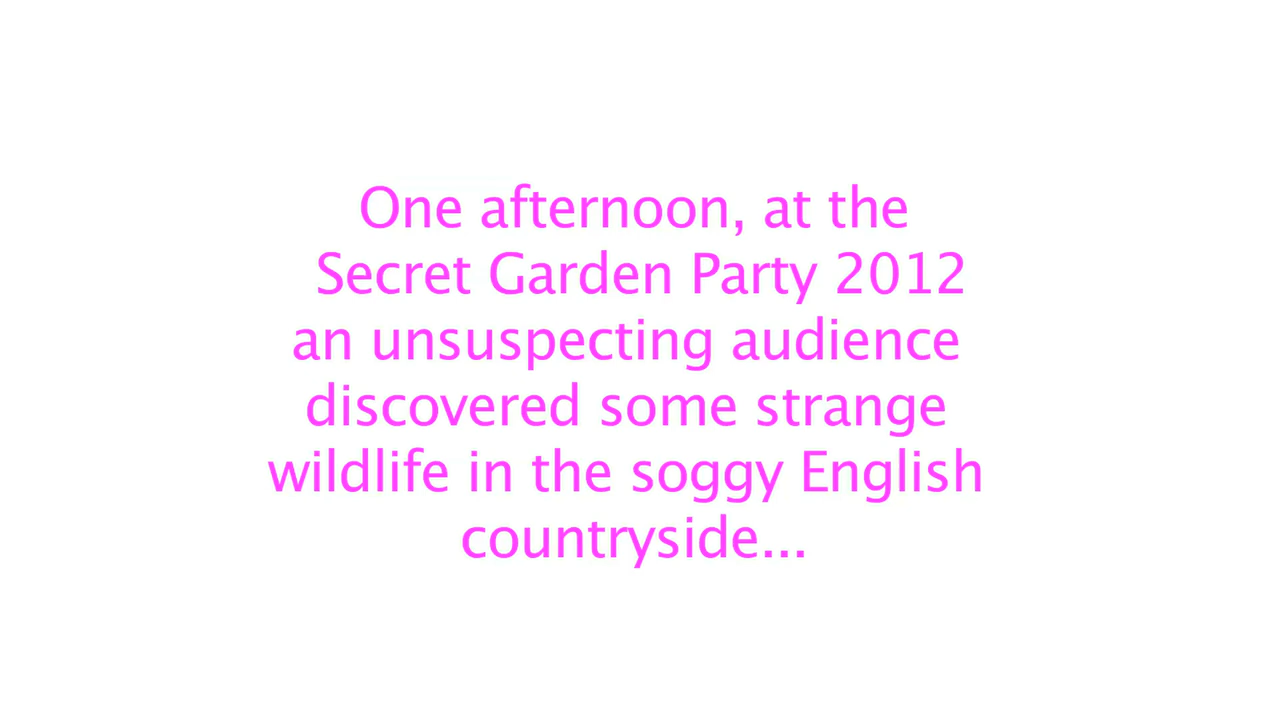 One afternoon, at the
Secret Garden Party 2012
an unsuspecting audience
discovered some strange
wildlife in the soggy English
countryside...